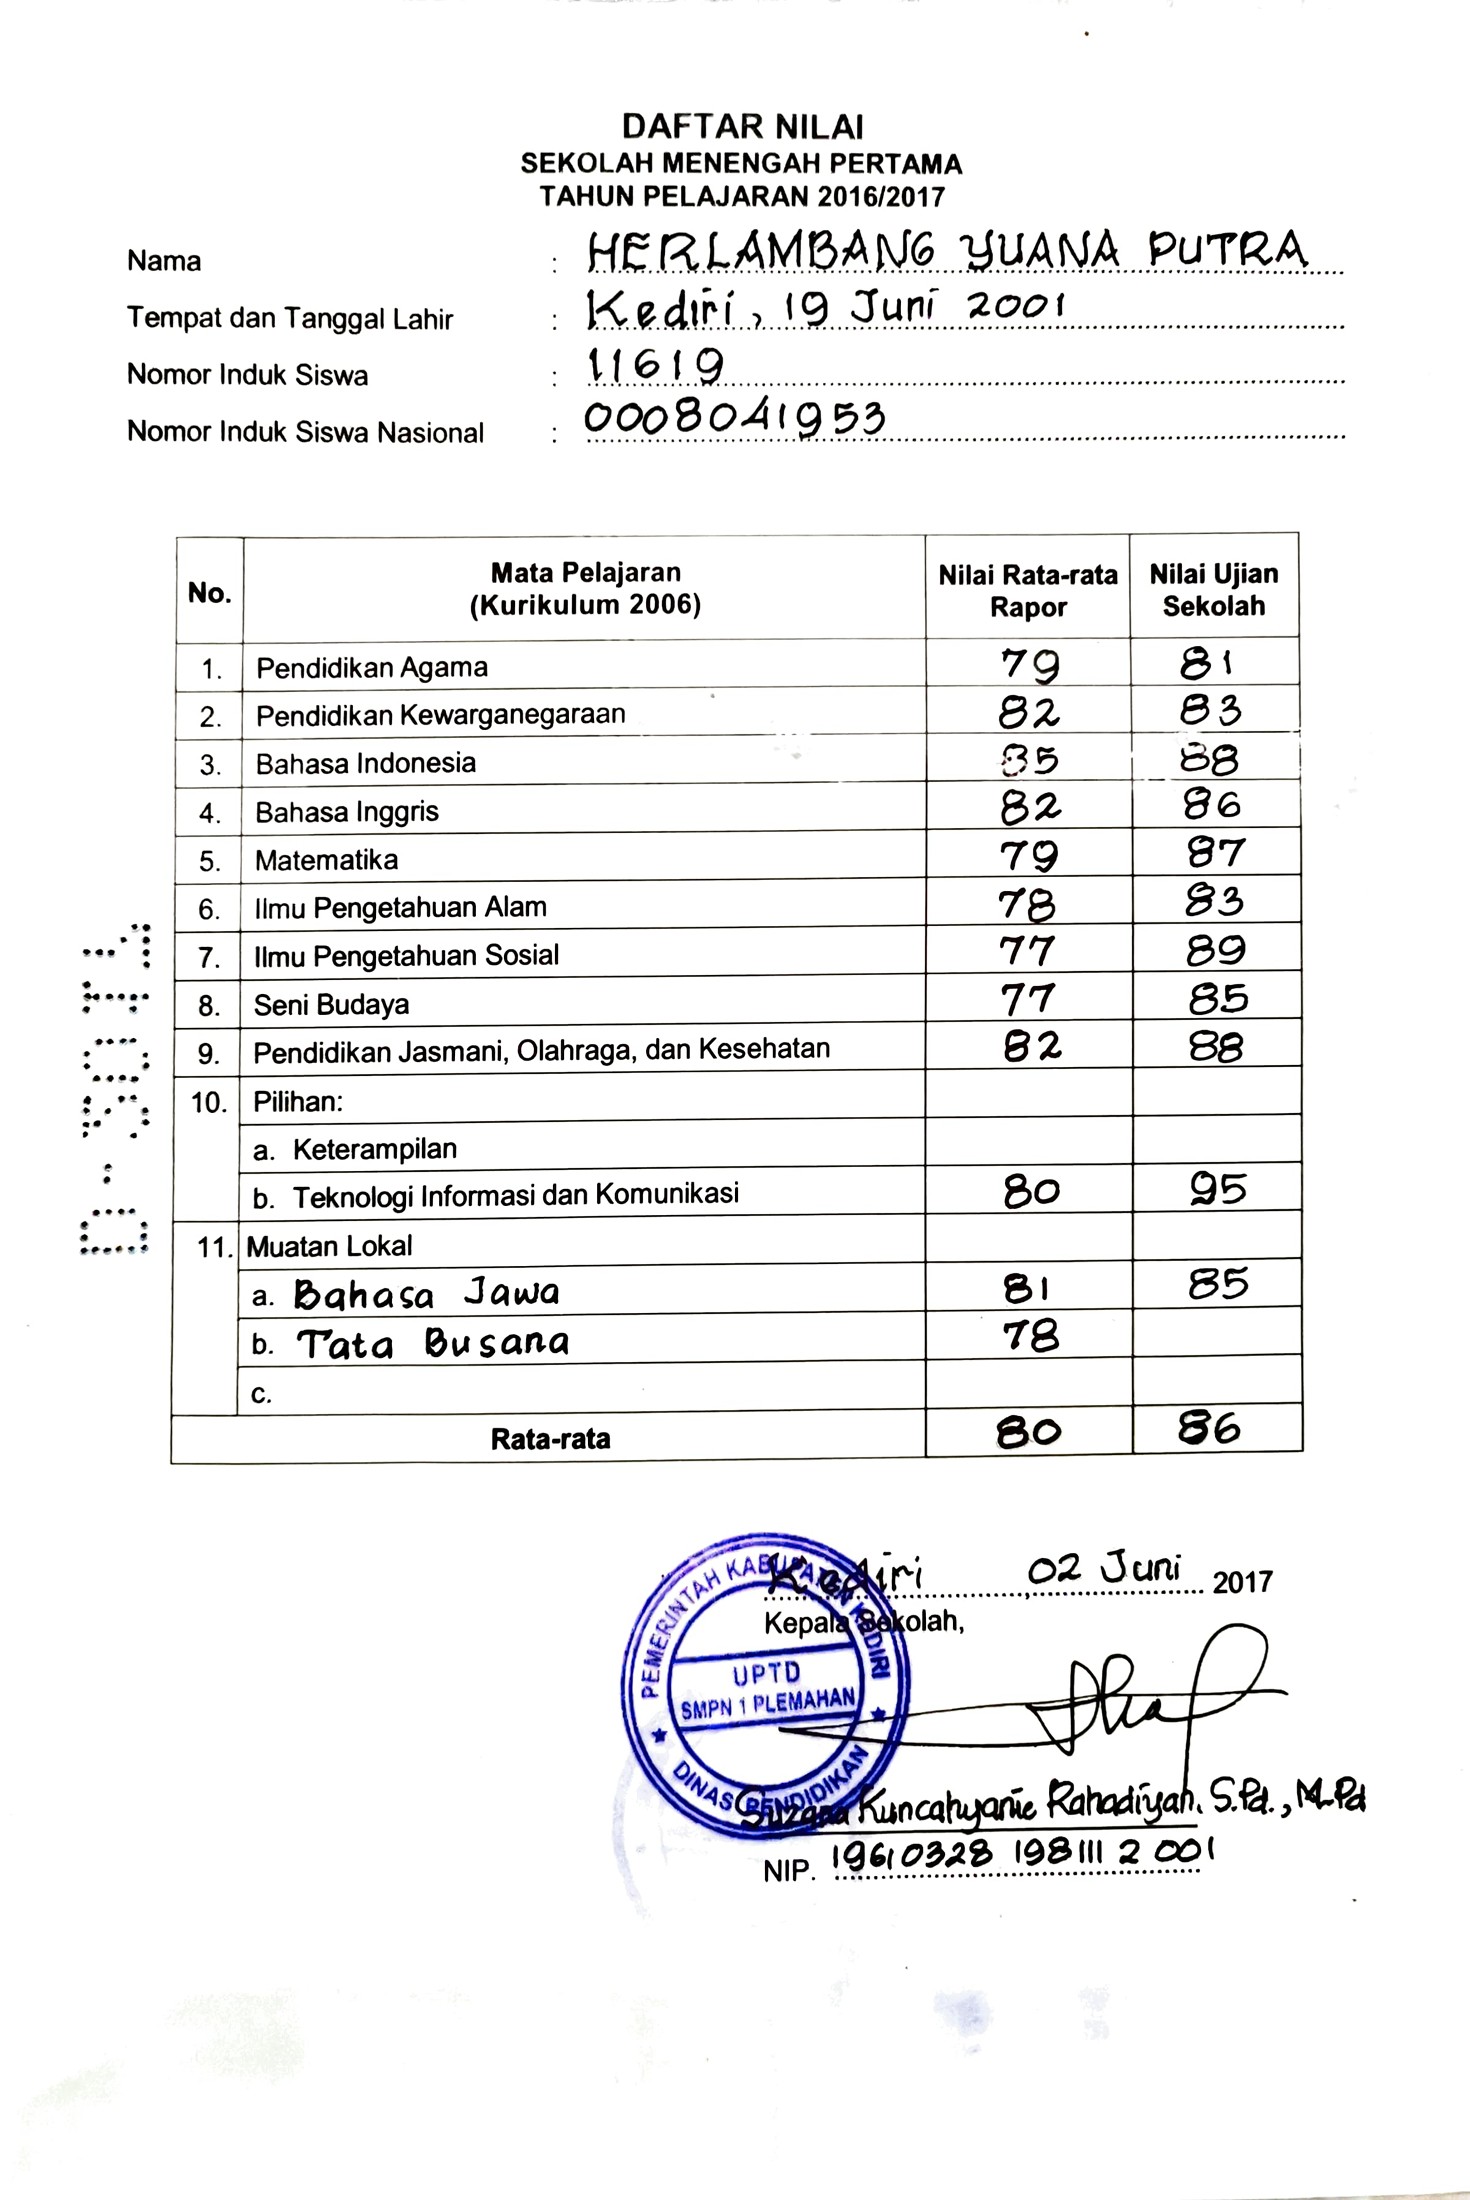 DAFTAR NILAI
SEKOLAH MENENGAH PERTAMA
TAHUN PELAJARAN 2016/2017
Nama : HERLAMBANG YUANA PUTRA
Tempat dan Tanggal Lahir : Kediri, 19 Juni 2001
Nomor Induk Siswa : 11619
Nomor Induk Siswa Nasional : 0008041953
No. Mata Pelajaran (Kurikulum 2006) Nilai Rata-rata Rapor Nilai Ujian Sekolah
1. Pendidikan Agama 79 81
2. Pendidikan Kewarganegaraan 82 83
3. Bahasa Indonesia 85 88
4. Bahasa Inggris 82 86
5. Matematika 79 87
6. Ilmu Pengetahuan Alam 78 83
7. Ilmu Pengetahuan Sosial 77 89
8. Seni Budaya 77 85
9. Pendidikan Jasmani, Olahraga, dan Kesehatan 82 88
10. Pilihan:
a. Keterampilan
b. Teknologi Informasi dan Komunikasi 80 95
11. Muatan Lokal
a. Bahasa Jawa 81 85
b. Tata Busana 78
c.
Rata-rata 80 86
Kediri, 02 Juni 2017
Kepala Sekolah,
PEMERINTAH KABUPATEN KEDIRI
UPTD
SMPN 1 PLEMAHAN
DINAS PENDIDIKAN
Suzana Kuncahyanie Rahadiyah, S.Pd., M.Pd
NIP. 19610328 198111 2 001